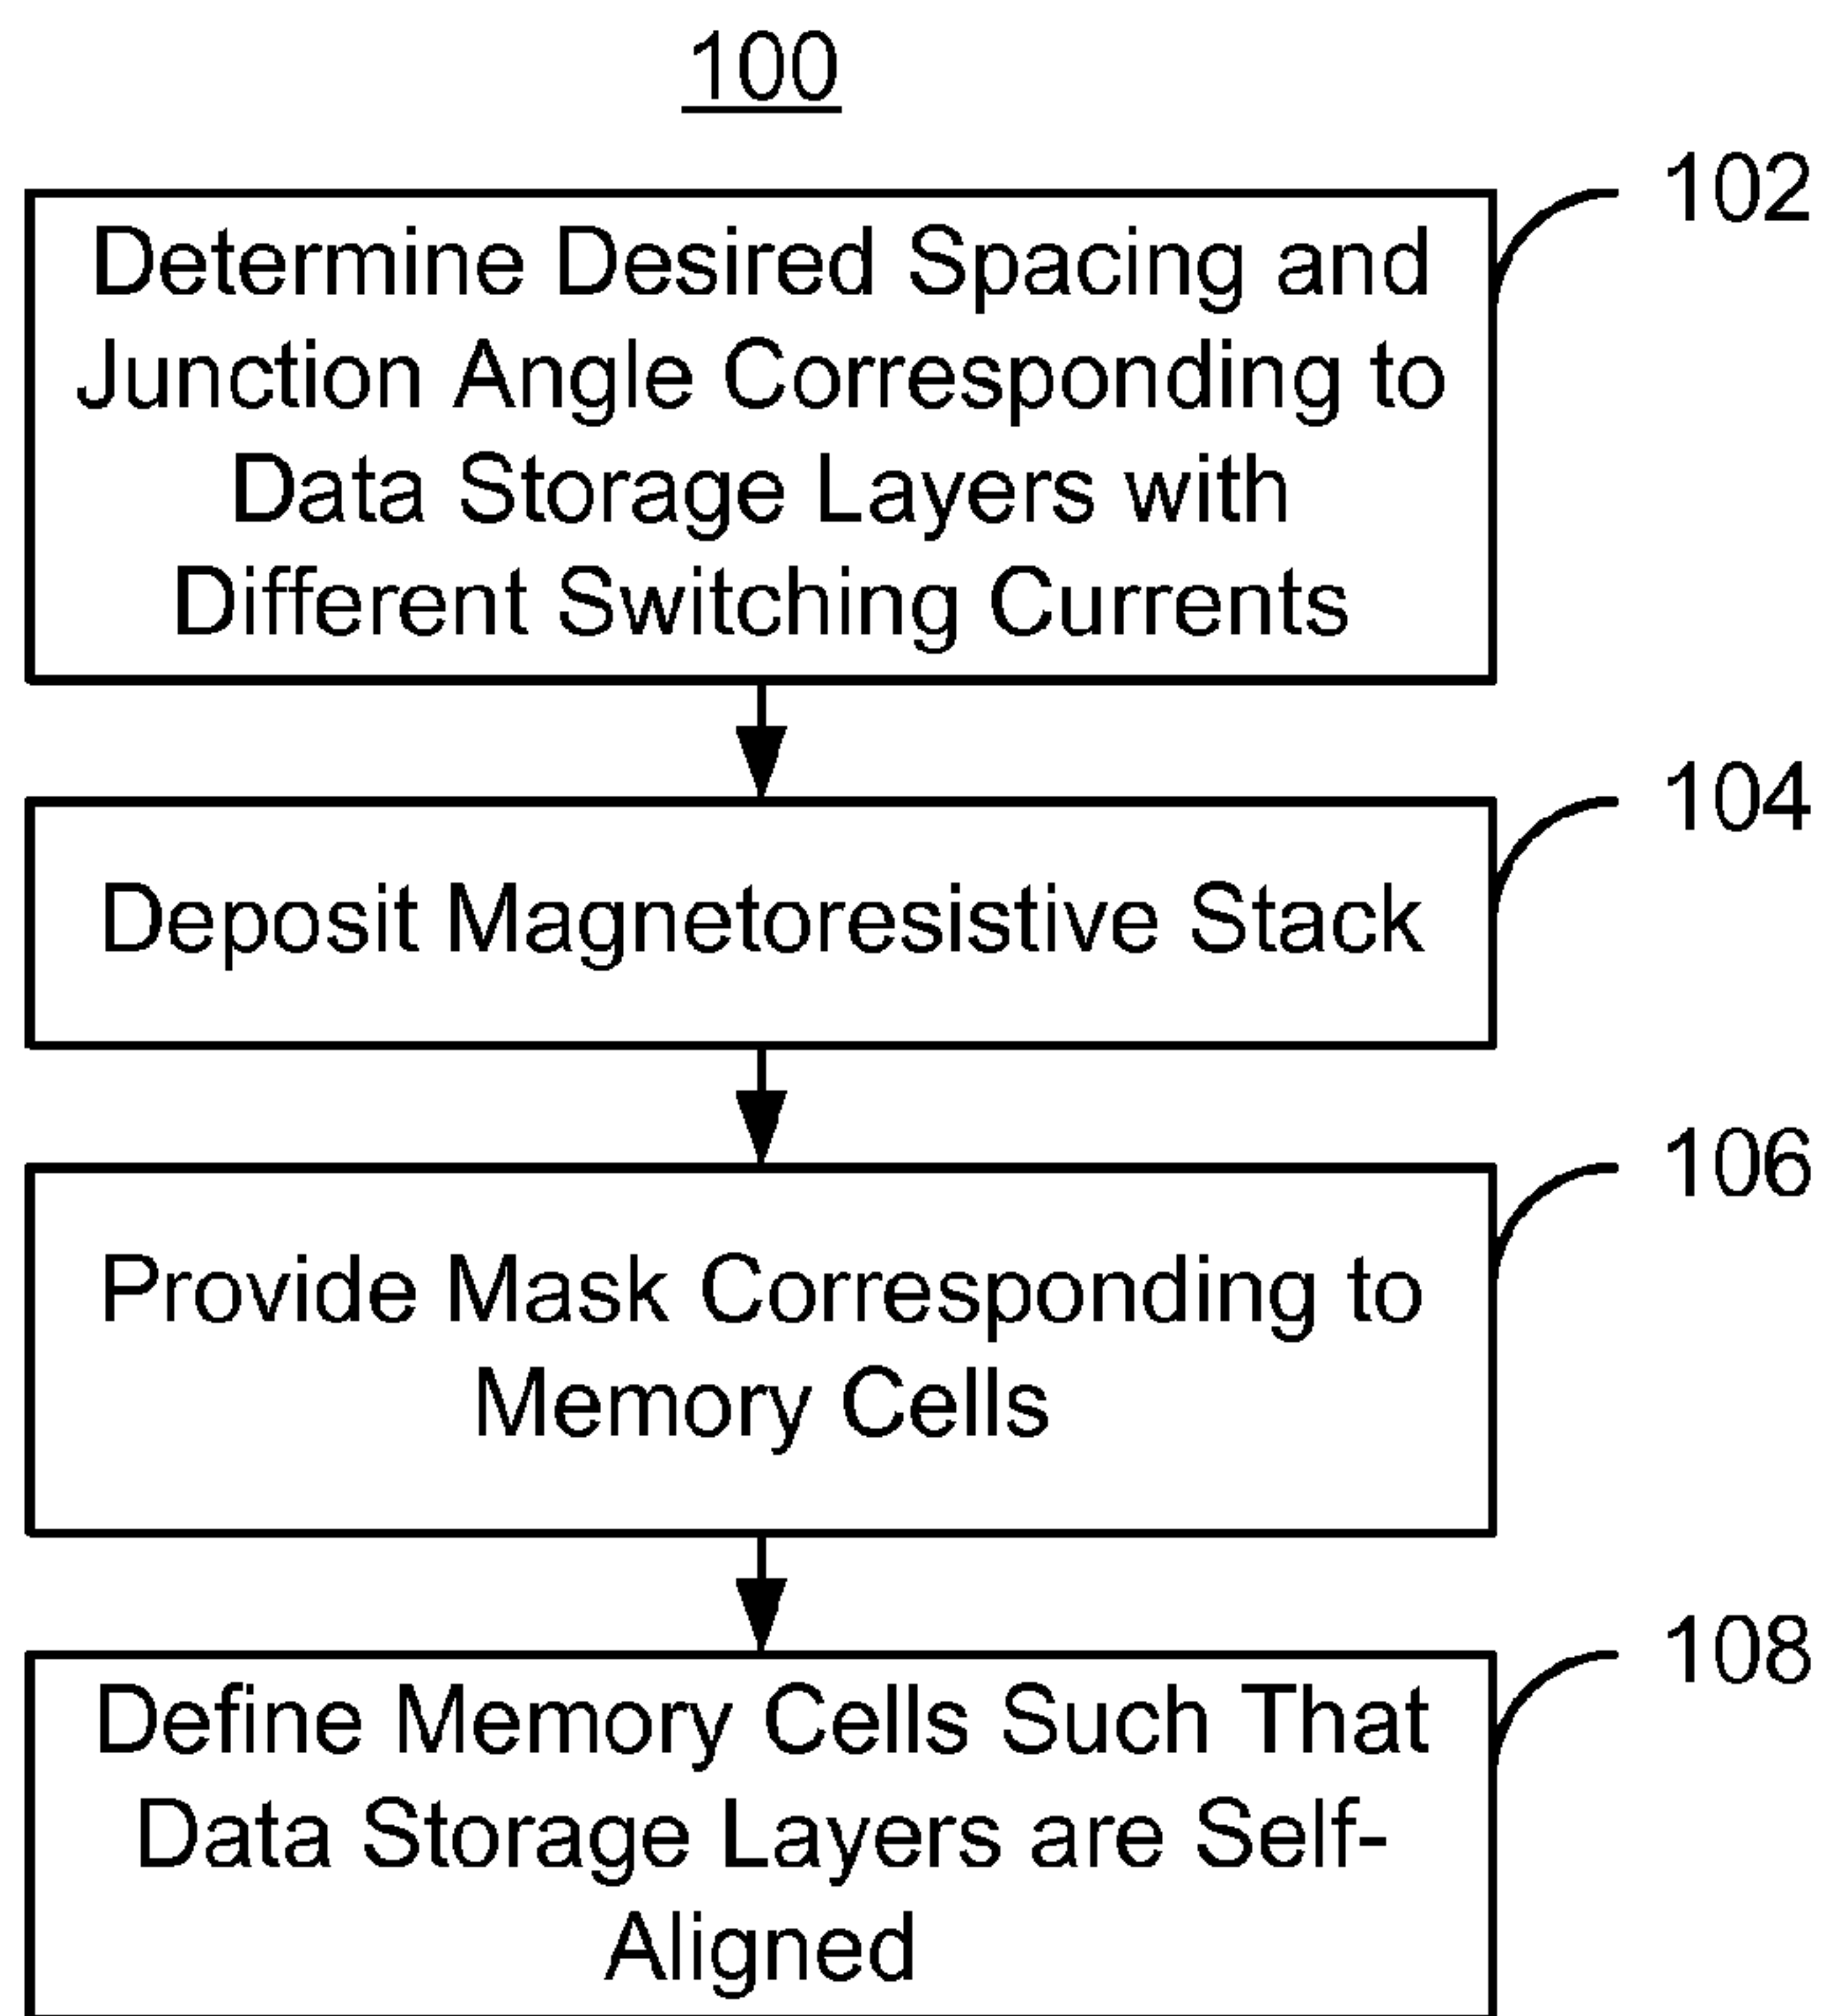 100
102
Determine Desired Spacing and
Junction Angle Corresponding to
Data Storage Layers with
Different Switching Currents
104
Deposit Magnetoresistive Stack
106
Provide Mask Corresponding to
Memory Cells
108
Define Memory Cells Such That
Data Storage Layers are Self-
Aligned